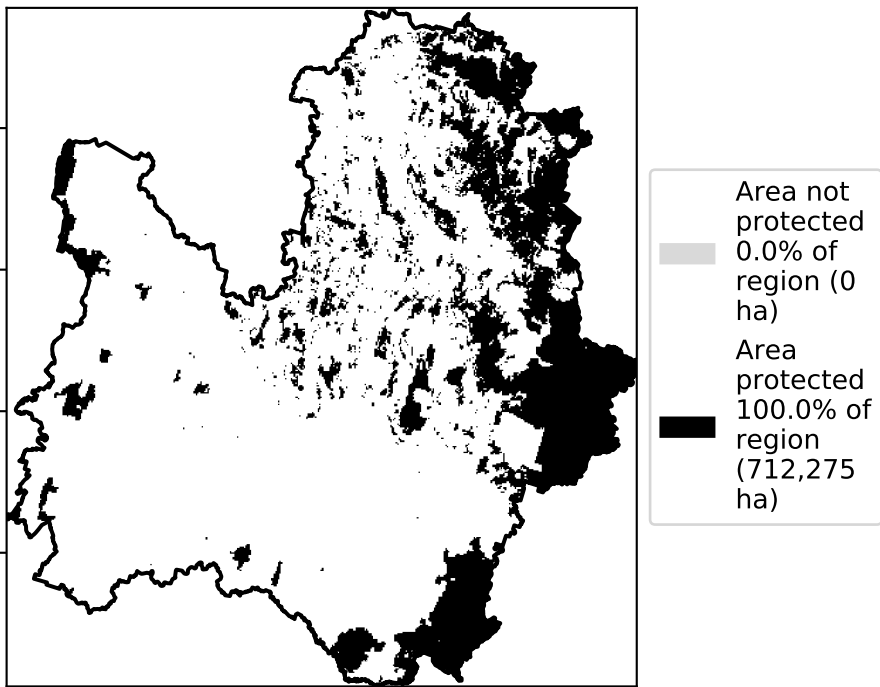 Area not
protected
0.0% of
region (0
ha)
Area
protected
100.0% of
region
(712,275
ha)